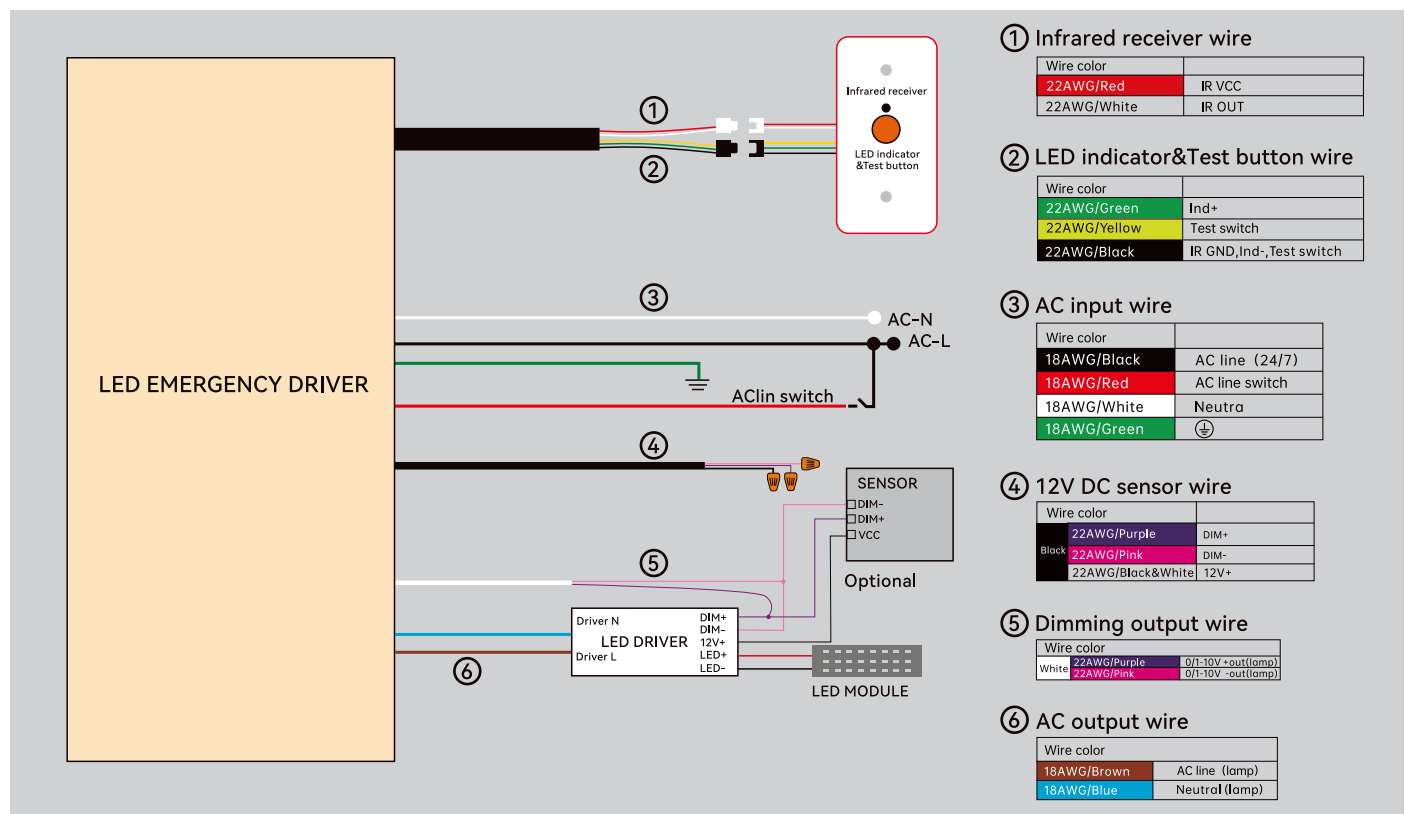 LED EMERGENCY DRIVER
①
②
Infrared receiver
LED indicator
&Test button
③
AC-N
AC-L
AClin switch
④
SENSOR
DIM-
DIM+
VCC
Optional
⑤
Driver N
LED DRIVER
Driver L
DIM+
DIM-
12V+
LED+
LED-
⑥
LED MODULE
① Infrared receiver wire
Wire color
22AWG/Red IR VCC
22AWG/White IR OUT
② LED indicator&Test button wire
Wire color
22AWG/Green Ind+
22AWG/Yellow Test switch
22AWG/Black IR GND,Ind-,Test switch
③ AC input wire
Wire color
18AWG/Black AC line (24/7)
18AWG/Red AC line switch
18AWG/White Neutra
18AWG/Green
④ 12V DC sensor wire
Wire color
Black
22AWG/Purple DIM+
22AWG/Pink DIM-
22AWG/Black&White 12V+
⑤ Dimming output wire
Wire color
White
22AWG/Purple 0/1-10V +out(lamp)
22AWG/Pink 0/1-10V -out(lamp)
⑥ AC output wire
Wire color
18AWG/Brown AC line (lamp)
18AWG/Blue Neutral (lamp)